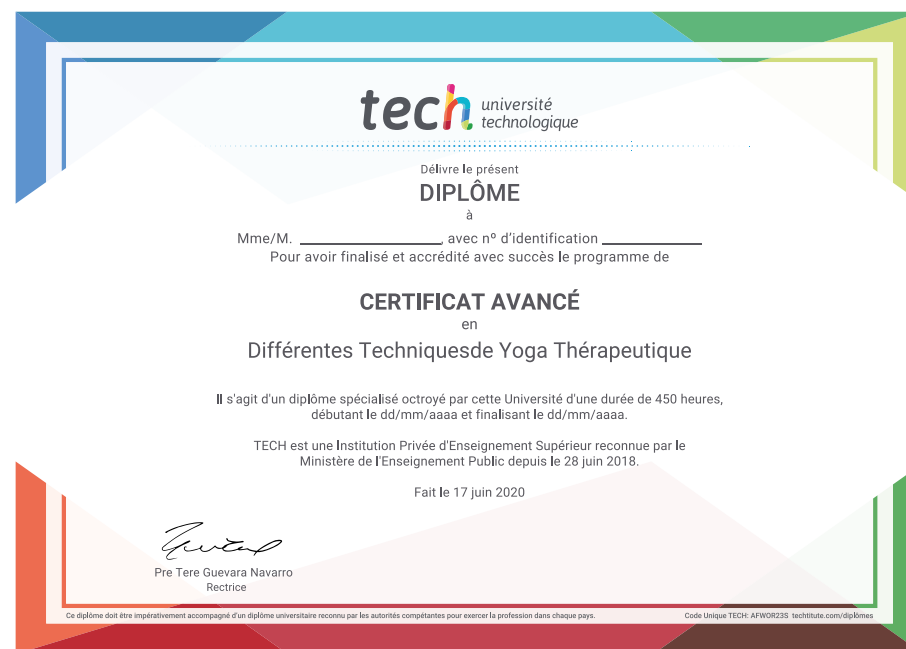 tech université
technologique
Délivre le présent
DIPLÔME
à
Mme/M. ____________, avec nº d'identification ____________
Pour avoir finalisé et accrédité avec succès le programme de
CERTIFICAT AVANCÉ
en
Différentes Techniquesde Yoga Thérapeutique
Il s'agit d'un diplôme spécialisé octroyé par cette Université d'une durée de 450 heures,
débutant le dd/mm/aaaa et finalisant le dd/mm/aaaa.
TECH est une Institution Privée d'Enseignement Supérieur reconnue par le
Ministère de l'Enseignement Public depuis le 28 juin 2018.
Fait le 17 juin 2020
Pre Tere Guevara Navarro
Rectrice
Ce diplôme doit être impérativement accompagné d'un diplôme universitaire reconnu par les autorités compétantes pour exercer la profession dans chaque pays.
Code Unique TECH: AFWOR23S techtitute.com/diplômes